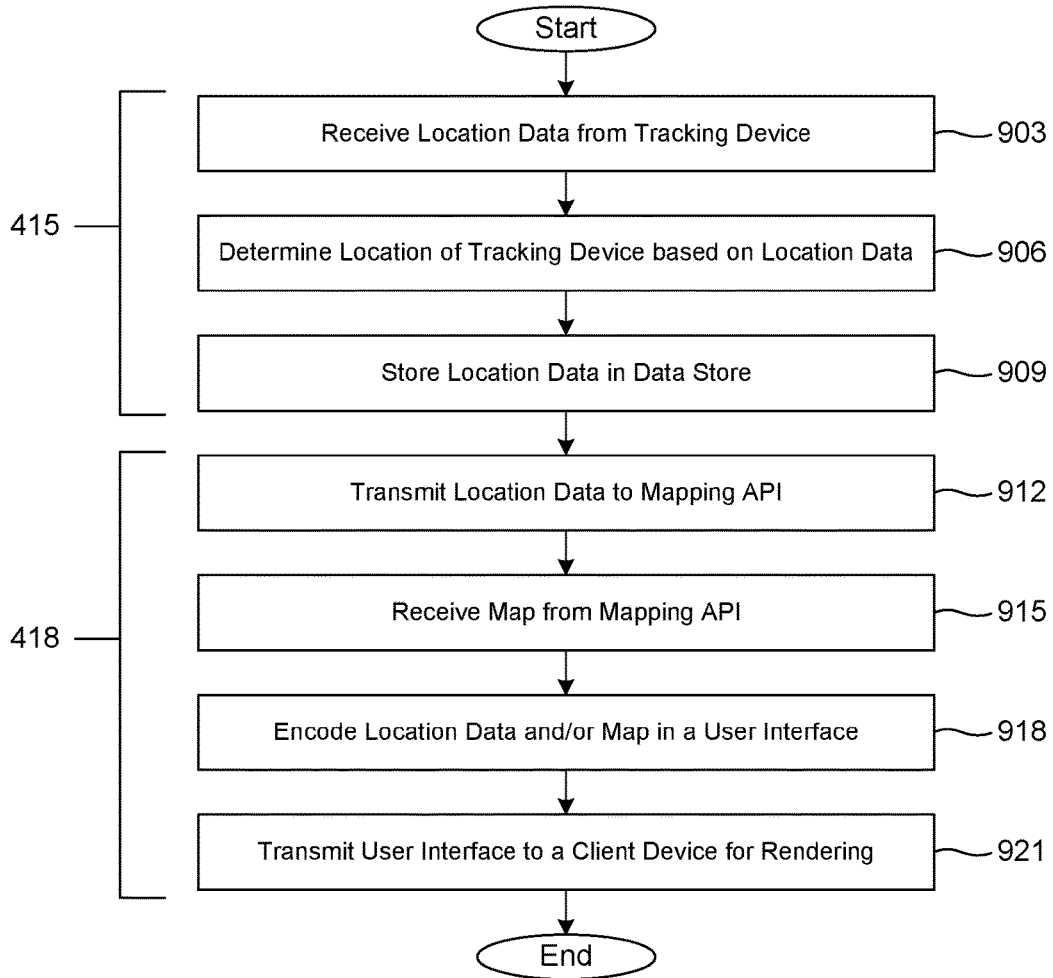 Start
Receive Location Data from Tracking Device
903
415
Determine Location of Tracking Device based on Location Data
906
Store Location Data in Data Store
909
Transmit Location Data to Mapping API
912
Receive Map from Mapping API
915
418
Encode Location Data and/or Map in a User Interface
918
Transmit User Interface to a Client Device for Rendering
921
End